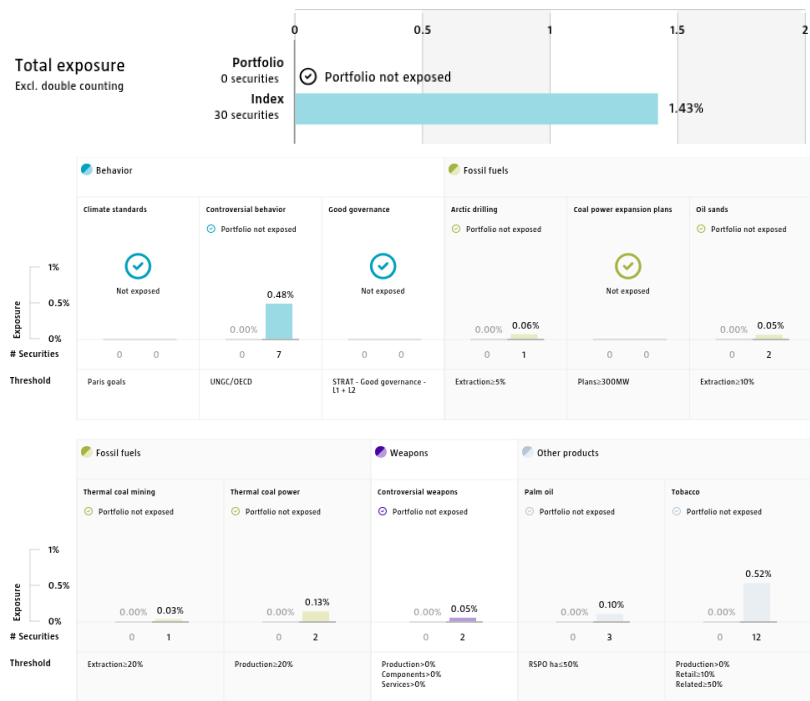 0 0.5 1 1.5 2
Total exposure
Excl. double counting
Portfolio
0 securities
Portfolio not exposed
Index
30 securities
1.43%
Behavior
Fossil fuels
Climate standards
Controversial behavior
Good governance
Arctic drilling
Coal power expansion plans
Oil sands
Portfolio not exposed
Portfolio not exposed
Portfolio not exposed
Not exposed
Not exposed
Not exposed
Exposure
1%
0.5%
0%
0.00% 0.48%
0.00% 0.06%
0.00% 0.05%
# Securities
0 0
0 7
0 0
0 1
0 0
0 2
Threshold
Paris goals
UNGC/OECD
STRAT - Good governance -
L1 + L2
Extraction≥5%
Plans≥300MW
Extraction≥10%
Fossil fuels
Weapons
Other products
Thermal coal mining
Thermal coal power
Controversial weapons
Palm oil
Tobacco
Portfolio not exposed
Portfolio not exposed
Portfolio not exposed
Portfolio not exposed
Portfolio not exposed
Exposure
1%
0.5%
0%
0.00% 0.03%
0.00% 0.13%
0.00% 0.05%
0.00% 0.10%
0.00% 0.52%
# Securities
0 1
0 2
0 2
0 3
0 12
Threshold
Extraction≥20%
Production≥20%
Production>0%
Components>0%
Services>0%
RSPO ha≤50%
Production>0%
Retail≥10%
Related≥50%